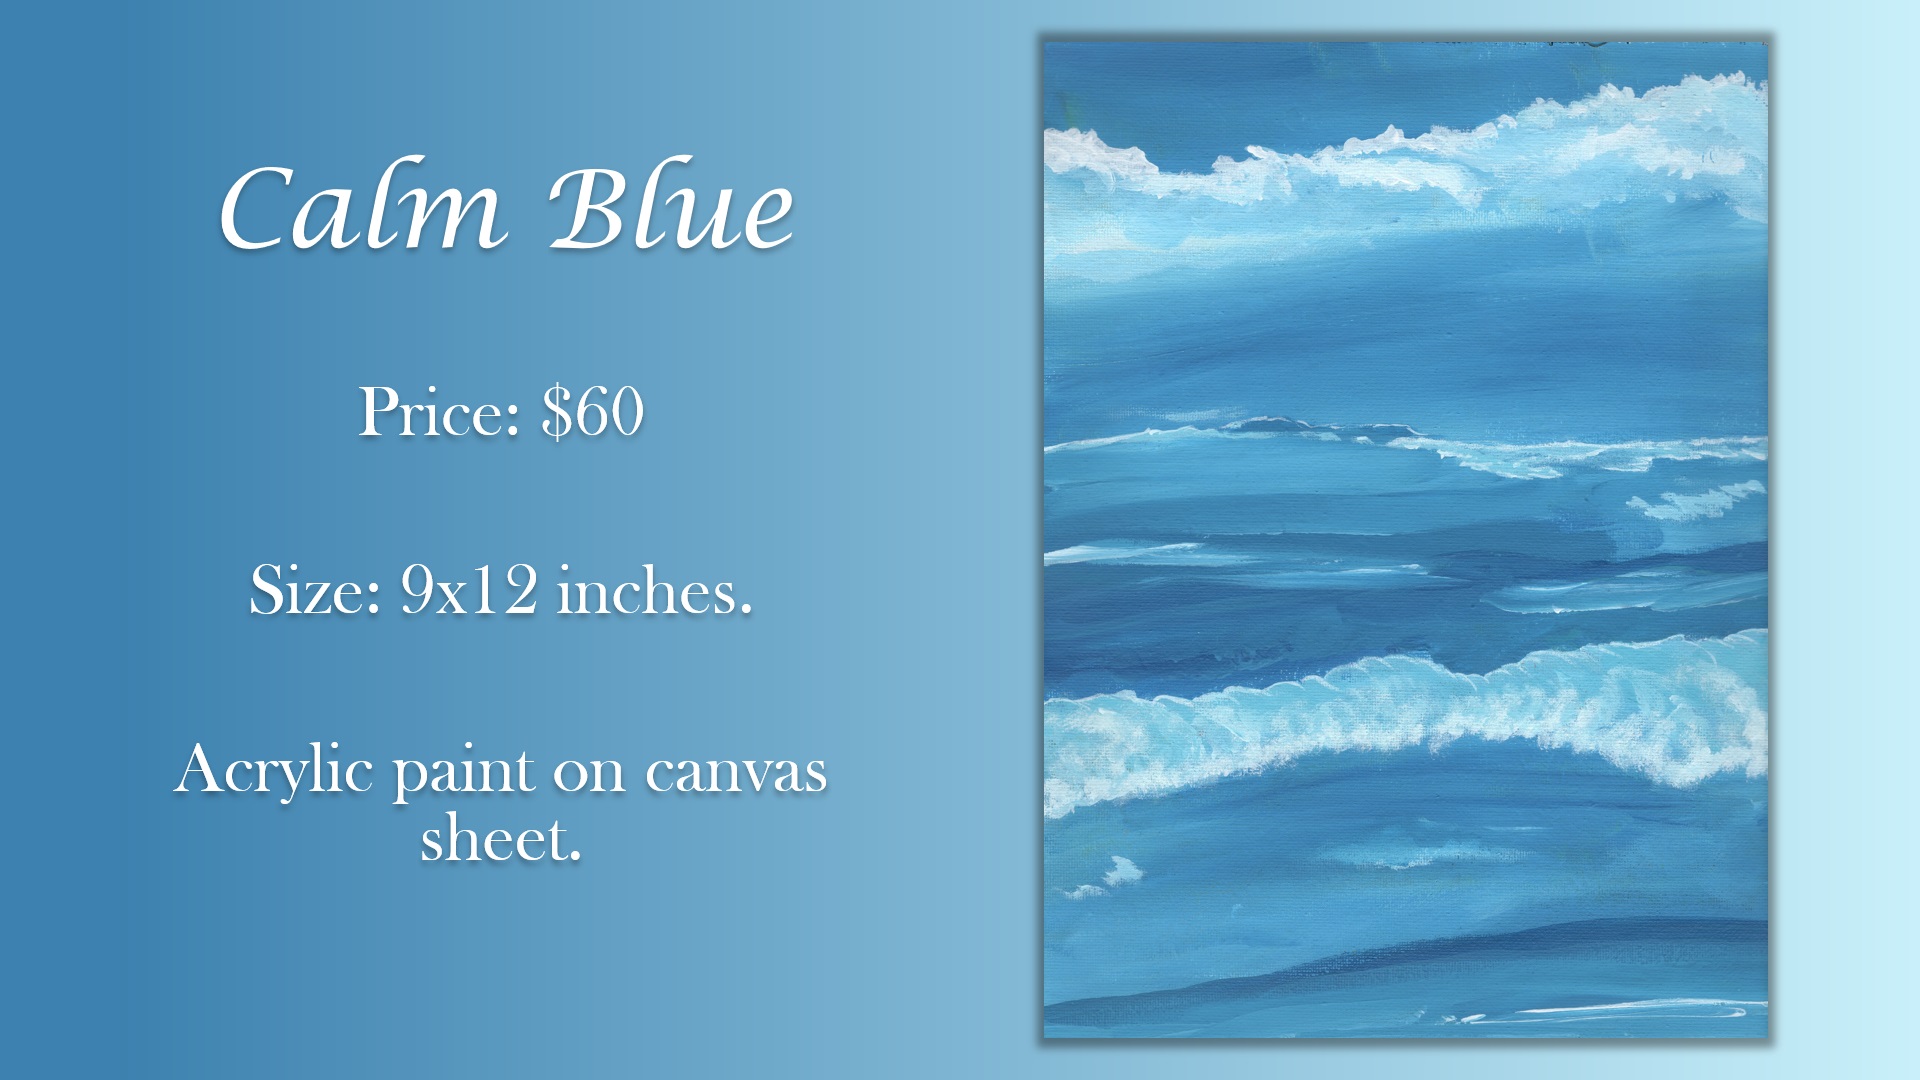 Calm Blue
Price: $60
Size: 9x12 inches.
Acrylic paint on canvas
sheet.